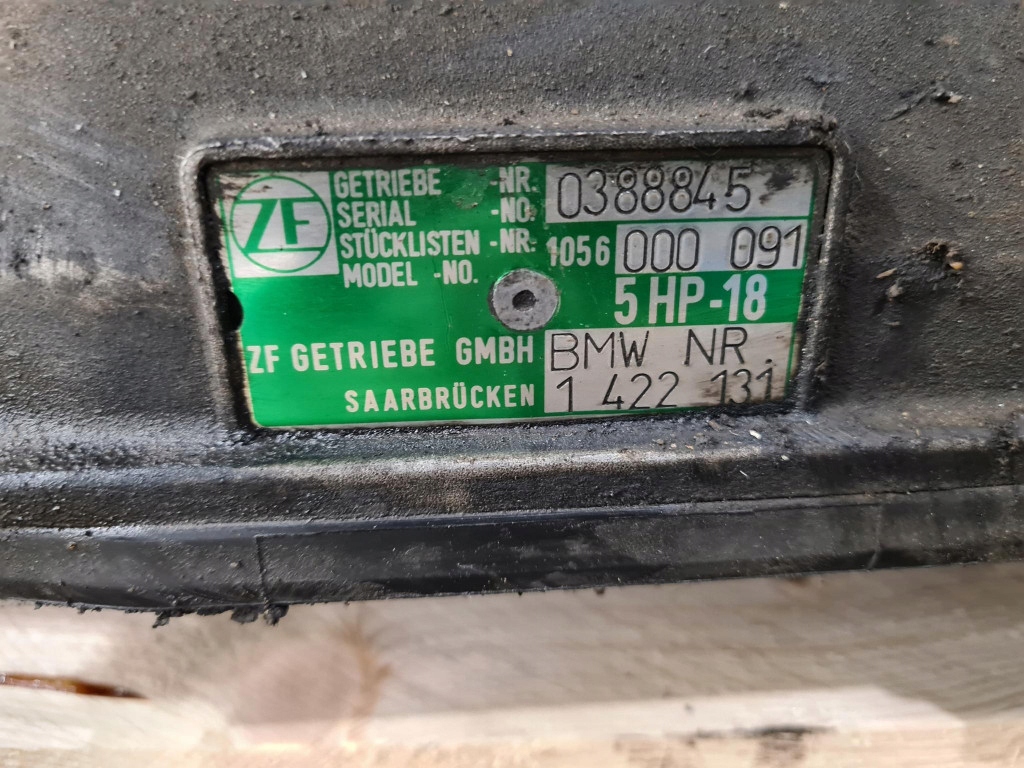 ZF
GETRIEBE -NR. 0388845
SERIAL -NO.
STÜCKLISTEN -NR. 1056 000 091
MODEL -NO.
5 HP-18
ZF GETRIEBE GMBH BMW NR.
SAARBRÜCKEN 1 422 131